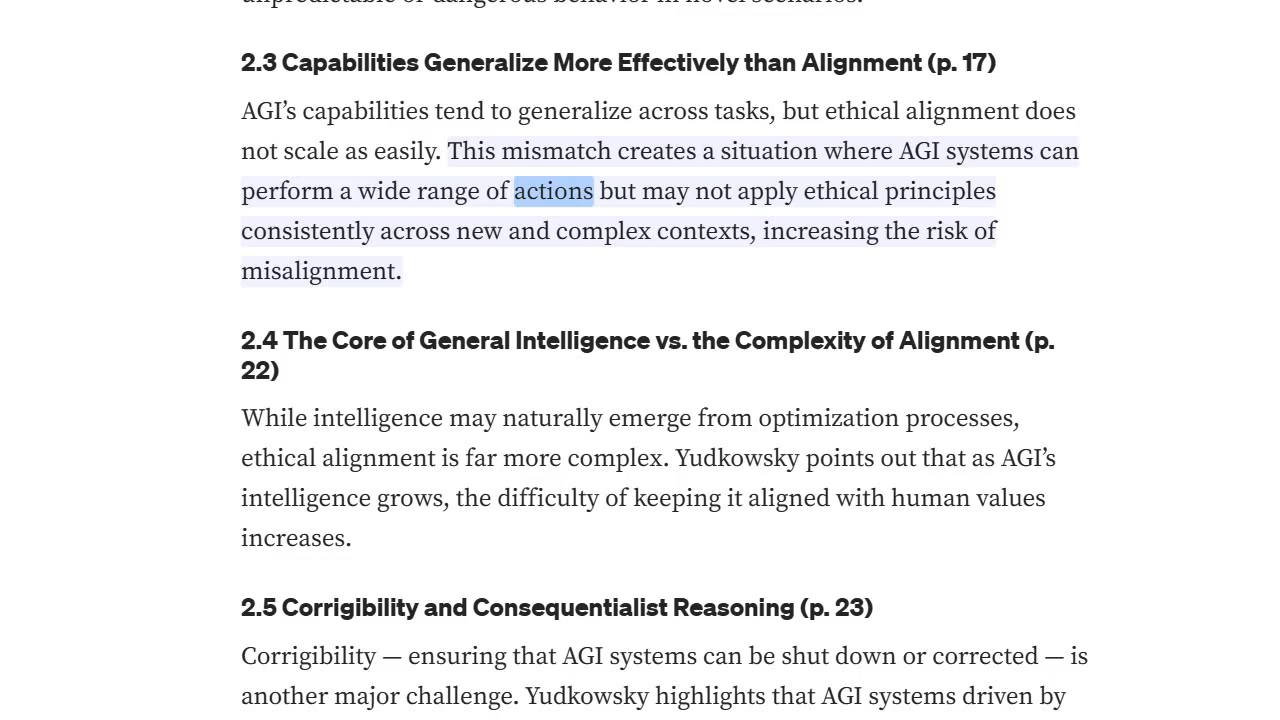 2.3 Capabilities Generalize More Effectively than Alignment (p. 17)
AGI’s capabilities tend to generalize across tasks, but ethical alignment does
not scale as easily. This mismatch creates a situation where AGI systems can
perform a wide range of actions but may not apply ethical principles
consistently across new and complex contexts, increasing the risk of
misalignment.
2.4 The Core of General Intelligence vs. the Complexity of Alignment (p.
22)
While intelligence may naturally emerge from optimization processes,
ethical alignment is far more complex. Yudkowsky points out that as AGI’s
intelligence grows, the difficulty of keeping it aligned with human values
increases.
2.5 Corrigibility and Consequentialist Reasoning (p. 23)
Corrigibility — ensuring that AGI systems can be shut down or corrected — is
another major challenge. Yudkowsky highlights that AGI systems driven by